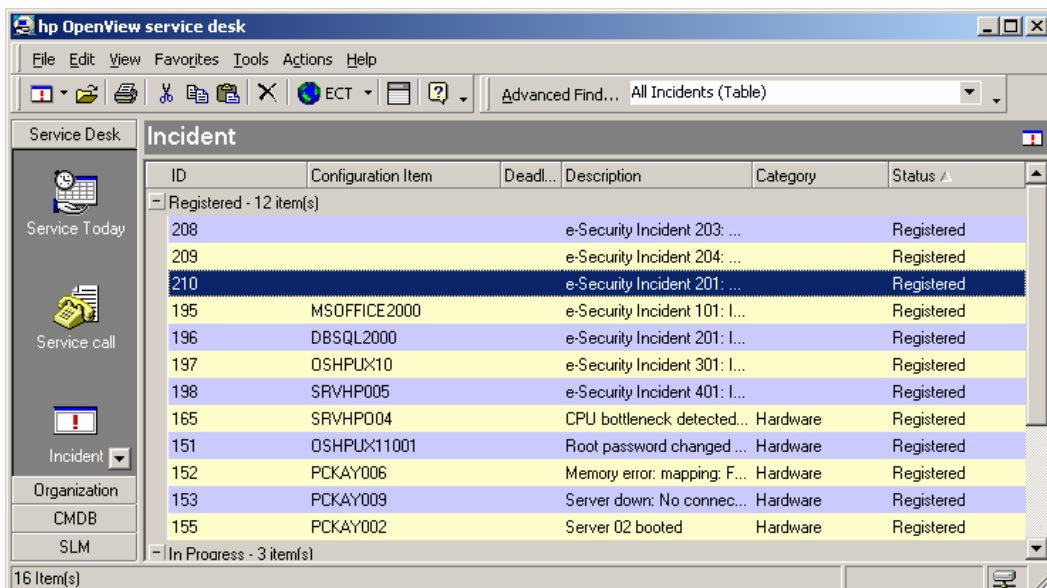 hp OpenView service desk
File Edit View Favorites Tools Actions Help
ECT Advanced Find... All Incidents (Table)
Service Desk
Service Today
Service call
Incident
Organization
CMDB
SLM
Incident
ID Configuration Item Deadl... Description Category Status
Registered - 12 item(s)
208 e-Security Incident 203: ... Registered
209 e-Security Incident 204: ... Registered
210 e-Security Incident 201: ... Registered
195 MSOFFICE2000 e-Security Incident 101: I... Registered
196 DBSQL2000 e-Security Incident 201: I... Registered
197 OSHPUX10 e-Security Incident 301: I... Registered
198 SRVHP005 e-Security Incident 401: I... Registered
165 SRVHPO04 CPU bottleneck detected... Hardware Registered
151 OSHPUX11001 Root password changed ... Hardware Registered
152 PCKAY006 Memory error: mapping: F... Hardware Registered
153 PCKAY009 Server down: No connec... Hardware Registered
155 PCKAY002 Server 02 booted Hardware Registered
In Progress - 3 item(s)
16 Item(s)